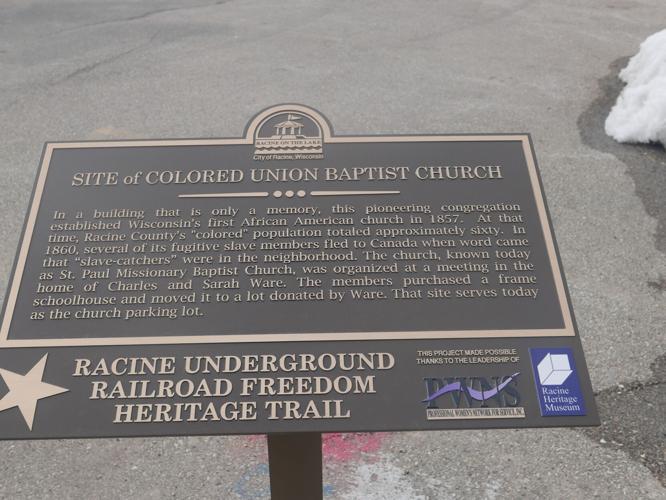 RACINE ON THE LAKE
City of Racine, Wisconsin
SITE of COLORED UNION BAPTIST CHURCH
In a building that is only a memory, this pioneering congregation
established Wisconsin's first African American church in 1857. At that
time, Racine County's "colored" population totaled approximately sixty. In
1860, several of its fugitive slave members fled to Canada when word came
that "slave-catchers" were in the neighborhood. The church, known today
as St. Paul Missionary Baptist Church, was organized at a meeting in the
home of Charles and Sarah Ware. The members purchased a frame
schoolhouse and moved it to a lot donated by Ware. That site serves today
as the church parking lot.
RACINE UNDERGROUND
RAILROAD FREEDOM
HERITAGE TRAIL
THIS PROJECT MADE POSSIBLE
THANKS TO THE LEADERSHIP OF
PWNS
PROFESSIONAL WOMEN'S NETWORK FOR SERVICE, INC.
Racine
Heritage
Museum